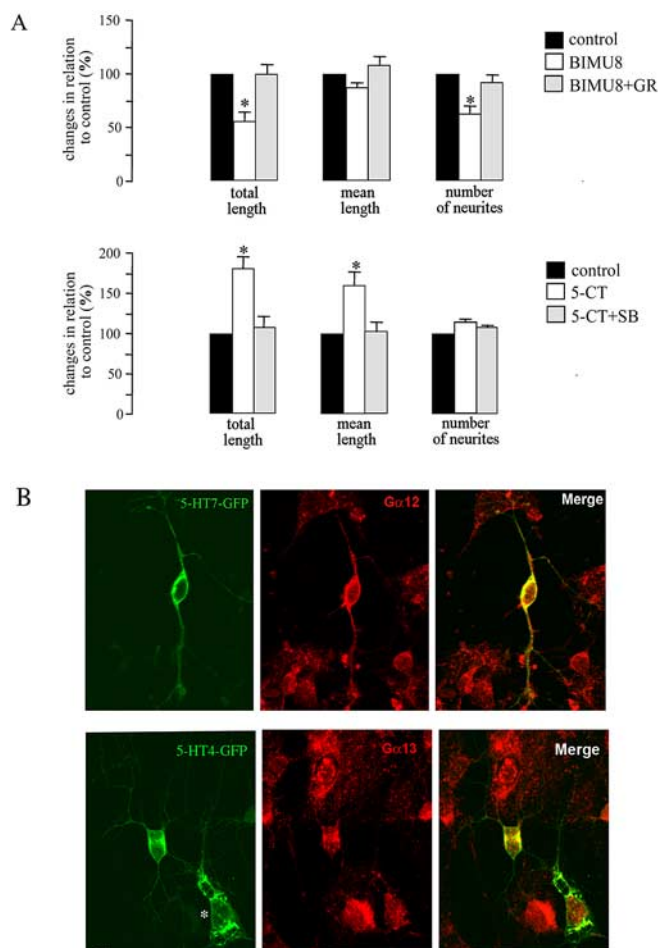 A
changes in relation
to control (%)
150
100
50
0
*
*
total
length
mean
length
number
of neurites
control
BIMU8
BIMU8+GR
changes in relation
to control (%)
200
150
100
50
0
*
*
total
length
mean
length
number
of neurites
control
5-CT
5-CT+SB
B
5-HT7-GFP
Gα12
Merge
5-HT4-GFP
Gα13
Merge
*